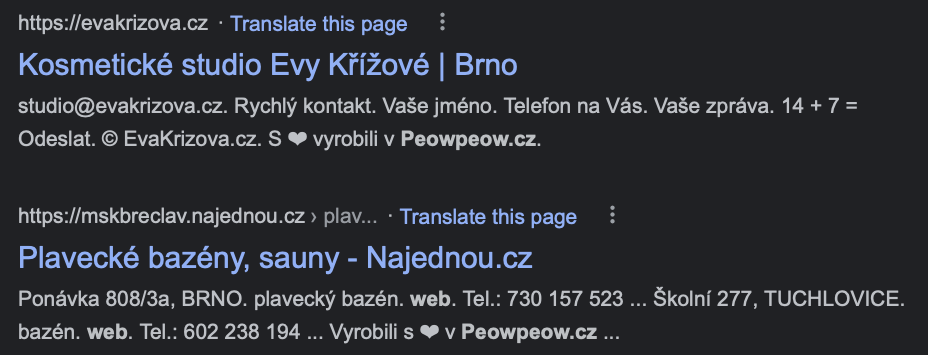 https://evakrizova.cz · Translate this page ⋮
Kosmetické studio Evy Křížové | Brno
studio@evakrizova.cz. Rychlý kontakt. Vaše jméno. Telefon na Vás. Vaše zpráva. 14 + 7 =
Odeslat. © EvaKrizova.cz. S ❤ vyrobili v Peowpeow.cz.
https://mskbreclav.najednou.cz › plav... · Translate this page ⋮
Plavecké bazény, sauny - Najednou.cz
Ponávka 808/3a, BRNO. plavecký bazén. web. Tel.: 730 157 523 ... Školní 277, TUCHLOVICE.
bazén. web. Tel.: 602 238 194 ... Vyrobili s ❤ v Peowpeow.cz ...